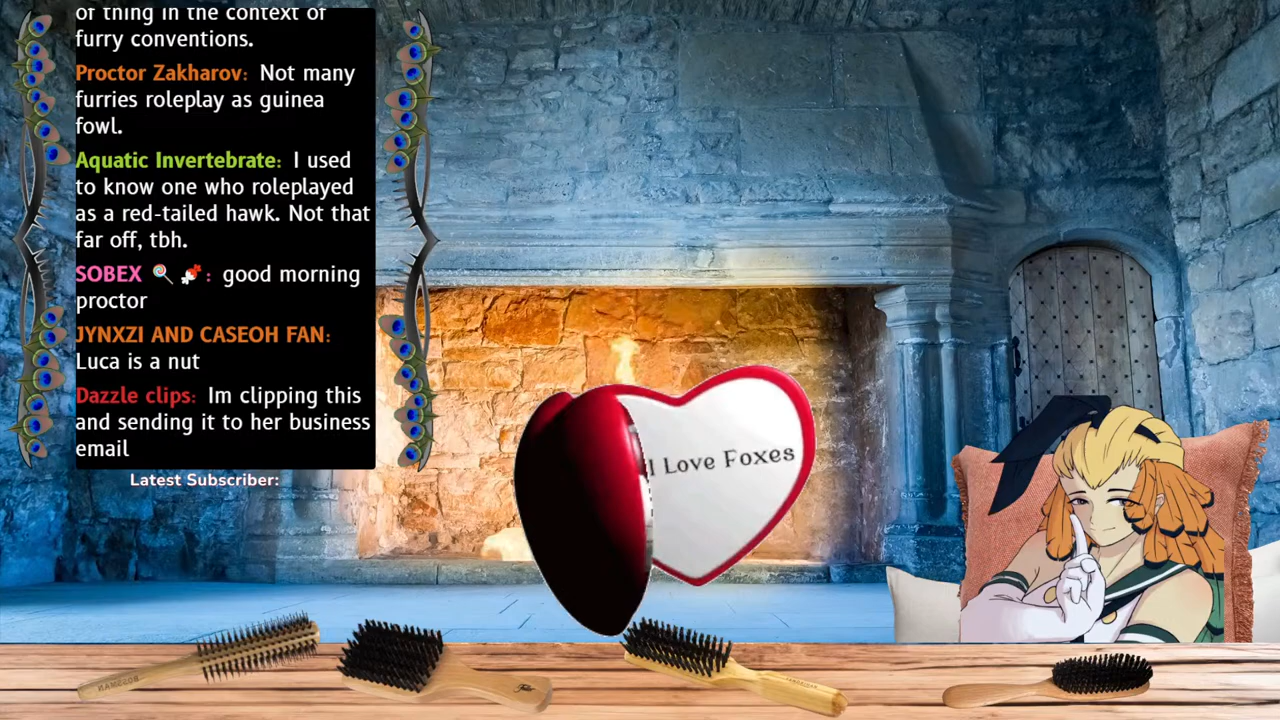 of thing in the context of
furry conventions.
Proctor Zakharov: Not many
furries roleplay as guinea
fowl.
Aquatic Invertebrate: I used
to know one who roleplayed
as a red-tailed hawk. Not that
far off, tbh.
SOBEX 🍭 🐓: good morning
proctor
JYNXZI AND CASEOH FAN:
Luca is a nut
Dazzle clips: Im clipping this
and sending it to her business
email
Latest Subscriber:
I Love Foxes